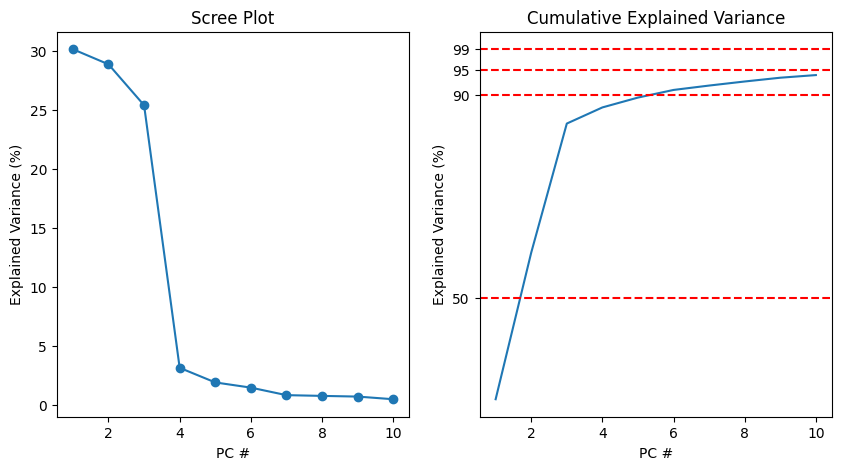 Scree Plot
Explained Variance (%)
30
25
20
15
10
5
0
2 4 6 8 10
PC #
Cumulative Explained Variance
Explained Variance (%)
99
95
90
50
2 4 6 8 10
PC #